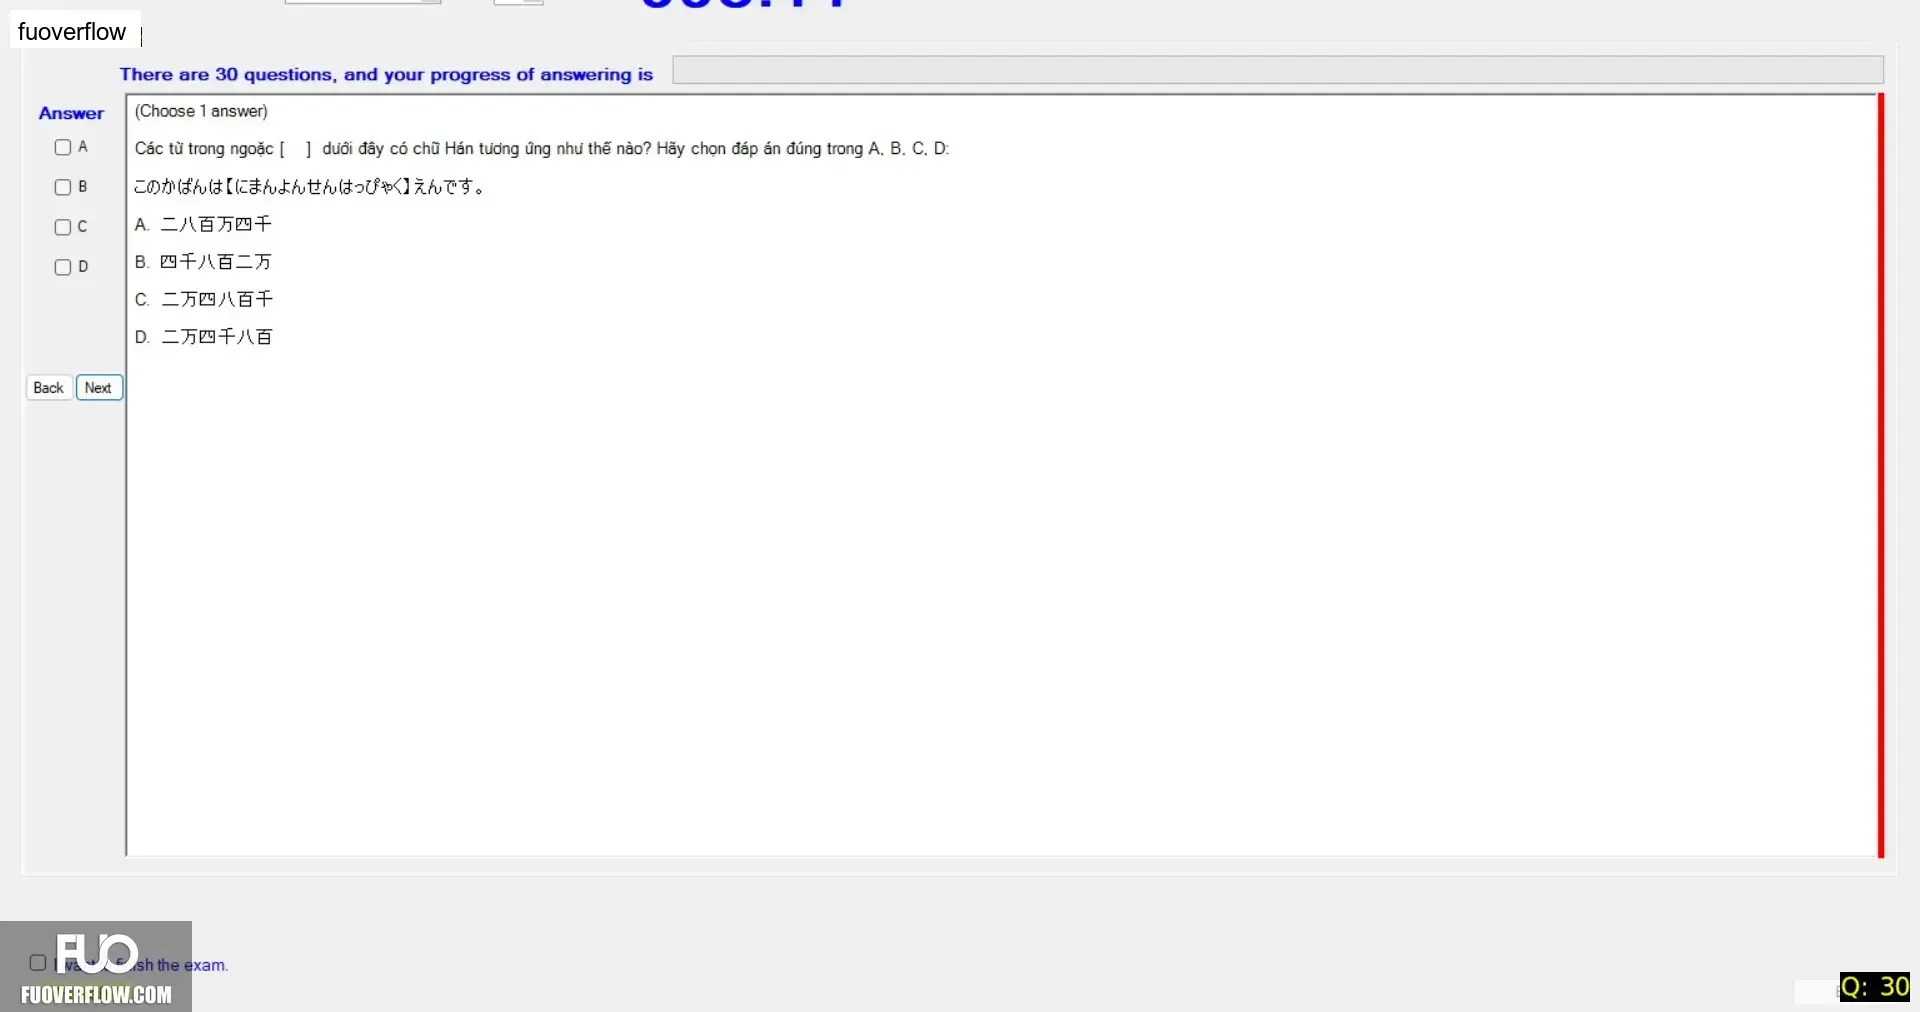 fuoverflow
There are 30 questions, and your progress of answering is
Answer
(Choose 1 answer)
A
Các từ trong ngoặc [    ] dưới đây có chữ Hán tương ứng như thế nào? Hãy chọn đáp án đúng trong A, B, C, D:
B
このかばんは【にまんよんせんはっぴゃく】えんです。
C
A. 二八百万四千
D
B. 四千八百二万
C. 二万四八百千
D. 二万四千八百
Back Next
FUO
the exam.
FUOVERFLOW.COM
Q: 30